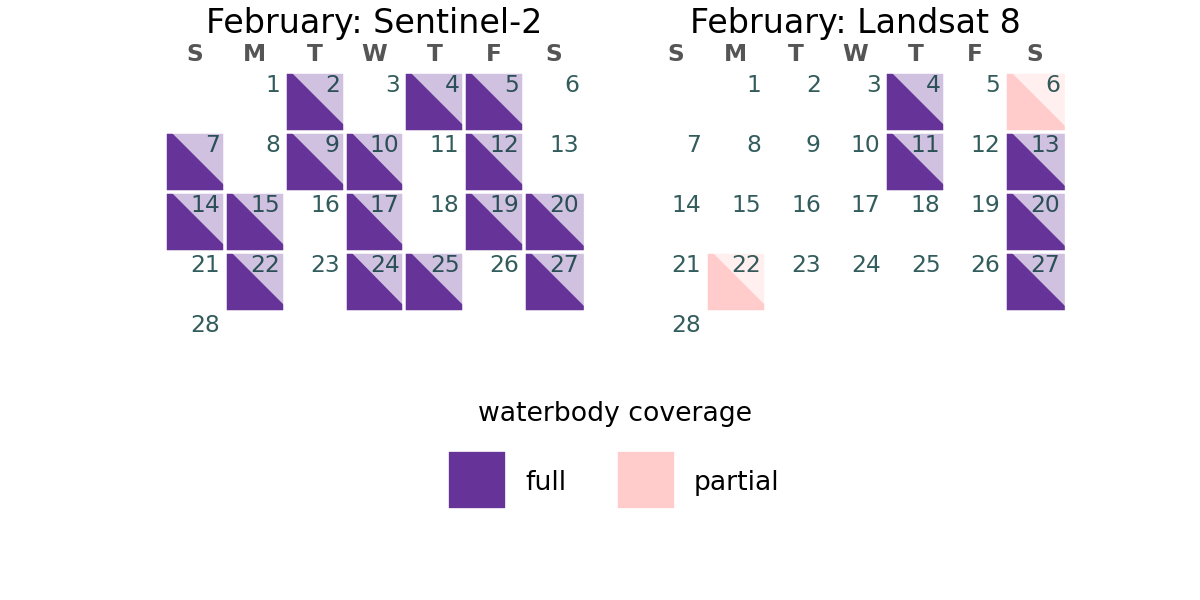 February: Sentinel-2
S M T W T F S
1 2 3 4 5 6
7 8 9 10 11 12 13
14 15 16 17 18 19 20
21 22 23 24 25 26 27
28
February: Landsat 8
S M T W T F S
1 2 3 4 5 6
7 8 9 10 11 12 13
14 15 16 17 18 19 20
21 22 23 24 25 26 27
28
waterbody coverage
full partial